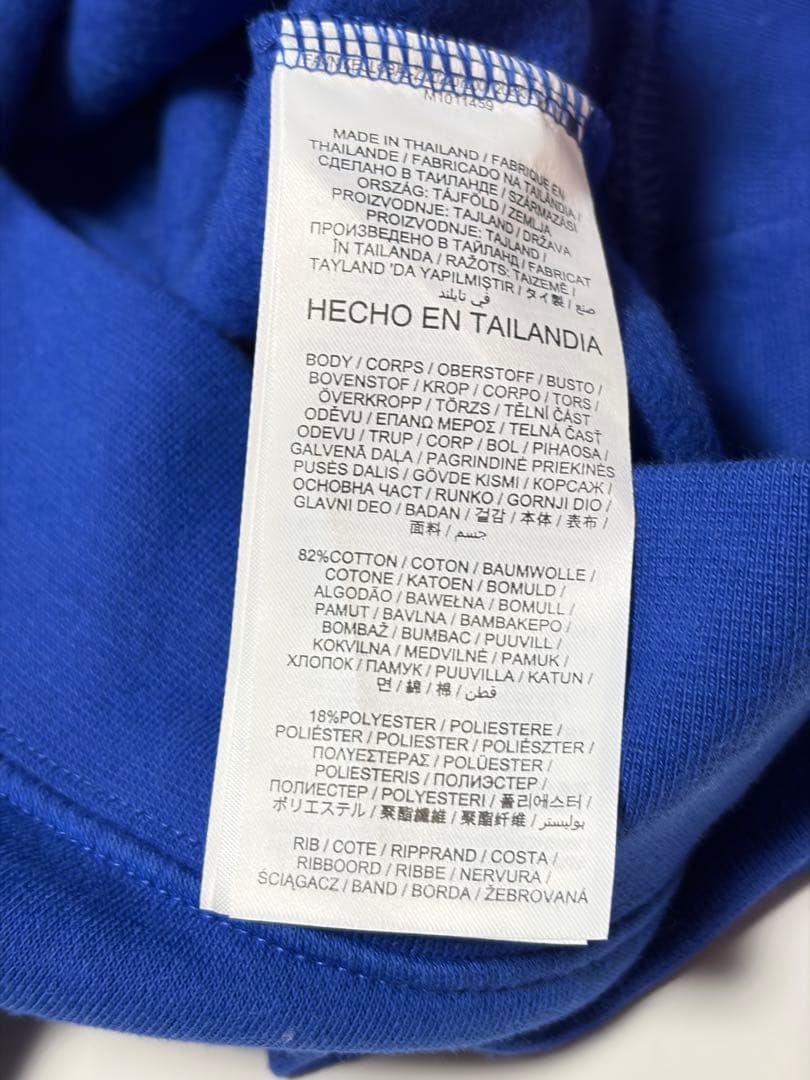 M1011459
MADE IN THAILAND / FABRIQUÉ EN
THAILANDE / FABRICADO NA TAILÂNDIA /
СДЕЛАНО В ТАИЛАНДЕ / SZÁRMAZÁSI
ORSZÁG: TÁJFÖLD / ZEMLJA
PROIZVODNJE: TAJLAND / DRŽAVA
PROIZVODNJE: TAJLAND /
ПРОИЗВЕДЕНО В ТАЙЛАНД / FABRICAT
ÎN TAILANDA / RAŽOTS: TAIZEMĒ /
TAYLAND 'DA YAPILMIŞTIR / タイ製 / صنع
في تايلند
HECHO EN TAILANDIA
BODY / CORPS / OBERSTOFF / BUSTO /
BOVENSTOF / KROP / CORPO / TORS /
ÖVERKROPP / TÖRZS / TĚLNÍ ČÁST
ODĚVU / ΕΠΑΝΩ ΜΕΡΟΣ / TELNÁ ČASŤ
ODEVU / TRUP / CORP / BOL / PIHAOSA /
GALVENĀ DAĻA / PAGRINDINĖ PRIEKINĖS
PUSĖS DALIS / GÖVDE KISMI / КОРСАЖ /
ОСНОВНА ЧАСТ / RUNKO / GORNJI DIO /
GLAVNI DEO / BADAN / 겉감 / 本体 / 表布 /
面料 / جسم
82%COTTON / COTON / BAUMWOLLE /
COTONE / KATOEN / BOMULD /
ALGODÃO / BAWEŁNA / BOMULL /
PAMUT / BAVLNA / ΒΑΜΒΑΚΕΡΟ /
BOMBAŽ / BUMBAC / PUUVILL /
KOKVILNA / MEDVILNĖ / PAMUK /
ХЛОПОК / ПАМУК / PUUVILLA / KATUN /
면 / 綿 / 棉 / قطن
18%POLYESTER / POLIESTERE /
POLIÉSTER / POLIESTER / POLIÉSZTER /
ΠΟΛΥΕΣΤΕΡΑΣ / POLÜESTER /
POLIESTERIS / ПОЛИЭСТЕР /
ПОЛИЕСТЕР / POLYESTERI / 폴리에스터 /
ポリエステル / 聚酯纖維 / 聚酯纤维 / بوليستر
RIB / COTE / RIPPRAND / COSTA /
RIBBOORD / RIBBE / NERVURA /
ŚCIĄGACZ / BAND / BORDA / ŽEBROVANÁ